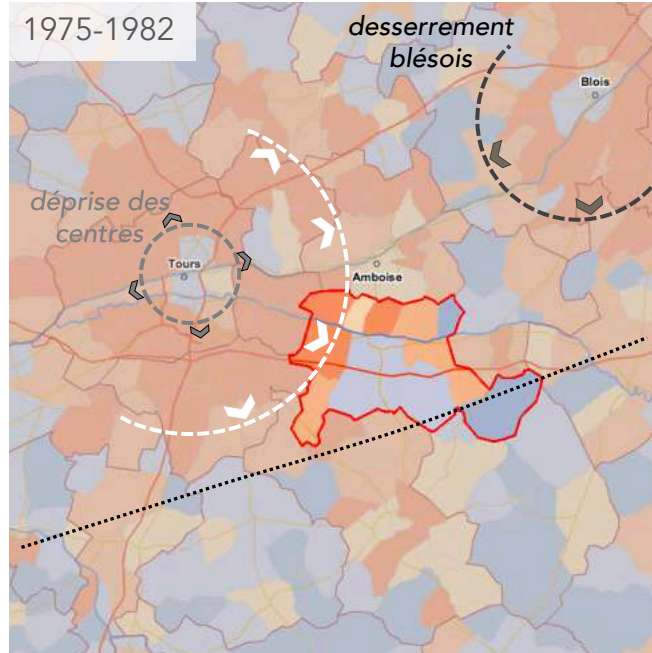 1975-1982
desserrement
blésois
Blois
déprise des
centres
Tours
Amboise